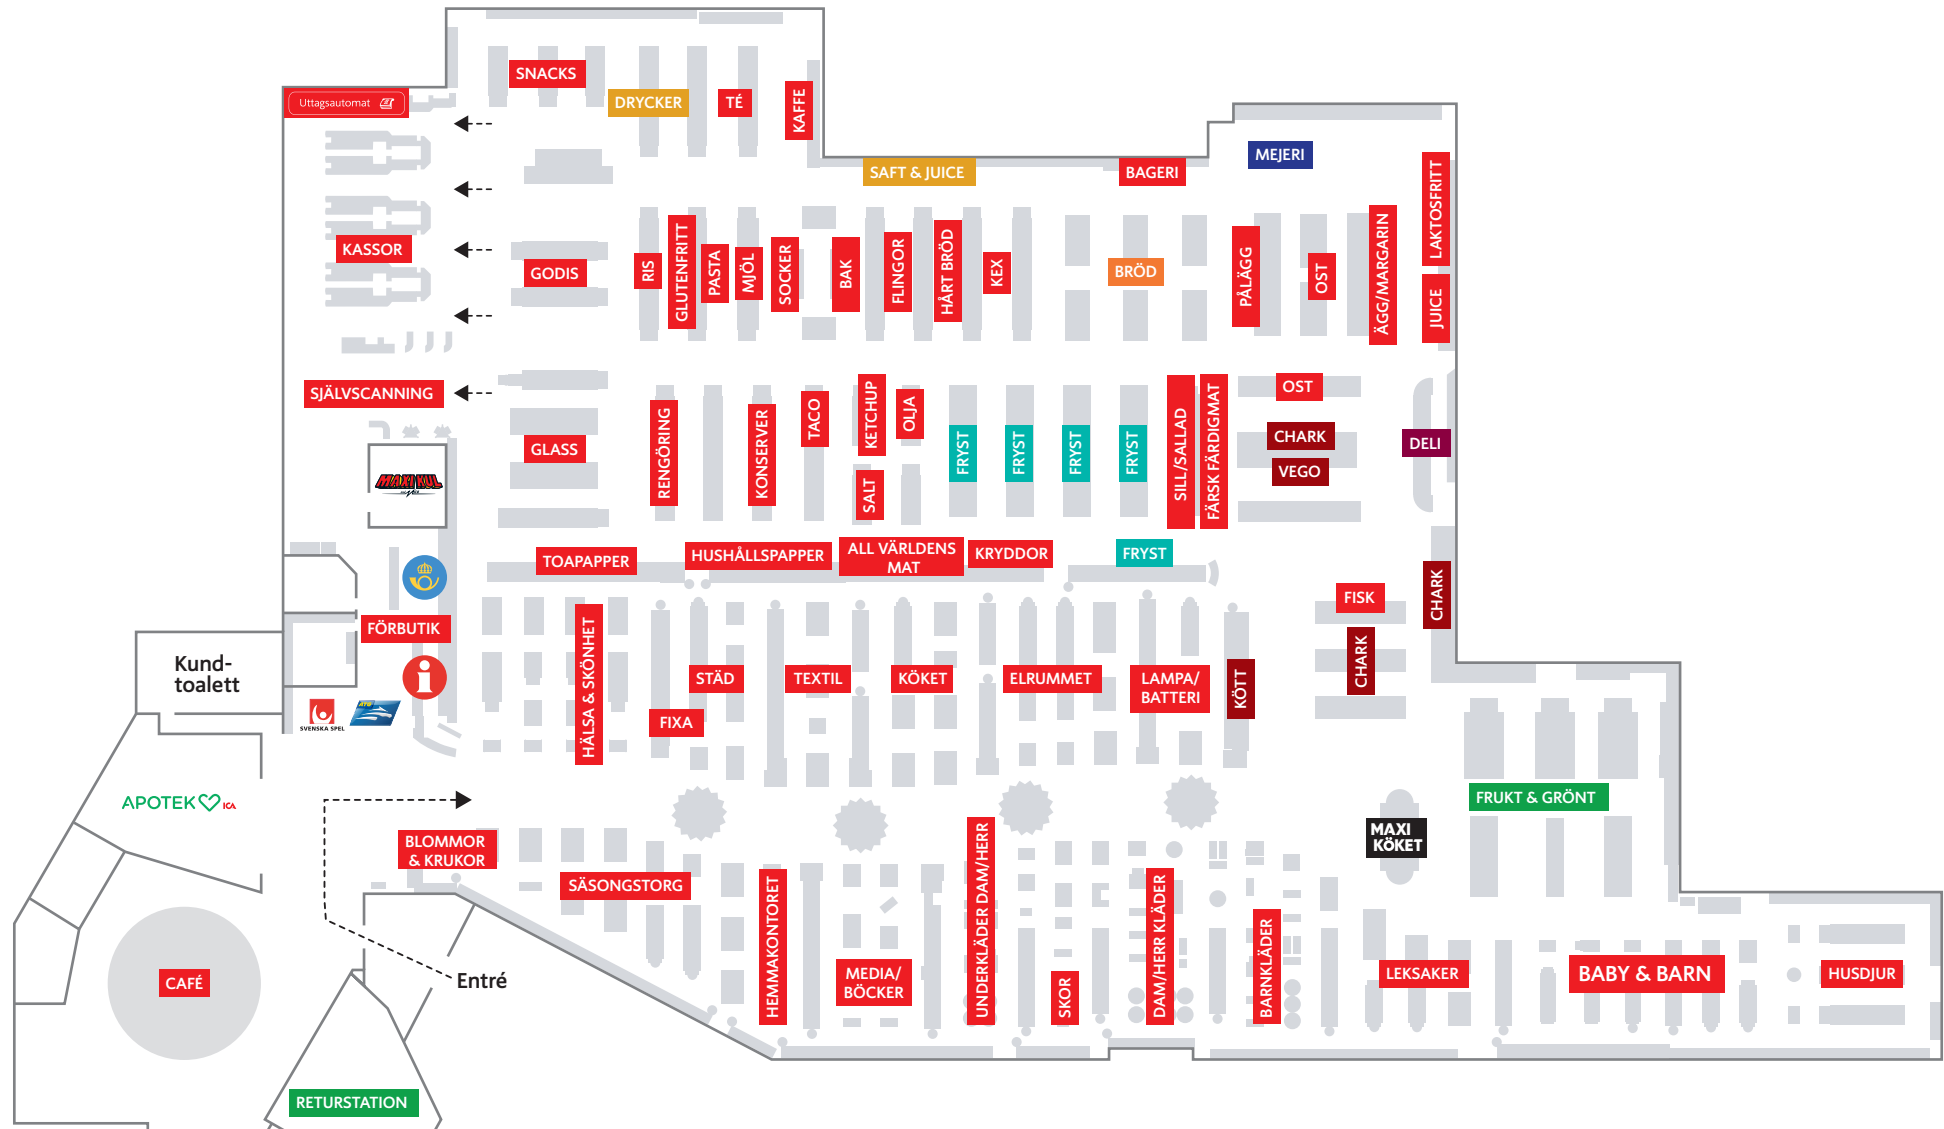 SNACKS
Uttagsautomat
DRYCKER
TÉ
KAFFE
SAFT & JUICE
BAGERI
MEJERI
LAKTOSFRITT
KASSOR
GODIS
RIS
GLUTENFRITT
PASTA
MJÖL
SOCKER
BAK
FLINGOR
HÅRT BRÖD
KEX
BRÖD
PÅLÄGG
OST
ÄGG/MARGARIN
JUICE
SJÄLVSCANNING
GLASS
RENGÖRING
KONSERVER
TACO
KETCHUP
SALT
OLJA
FRYST
FRYST
FRYST
FRYST
SILL/SALLAD
FÄRSK FÄRDIGMAT
OST
CHARK
VEGO
DELI
MAXI KUL
TOAPAPPER
HUSHÅLLSPAPPER
ALL VÄRLDENS
MAT
KRYDDOR
FRYST
CHARK
FISK
CHARK
FÖRBUTIK
Kund-
toalett
SVENSKA SPEL
ATG
HÄLSA & SKÖNHET
STÄD
FIXA
TEXTIL
KÖKET
ELRUMMET
LAMPA/
BATTERI
KÖTT
APOTEK ICA
FRUKT & GRÖNT
MAXI
KÖKET
BLOMMOR
& KRUKOR
SÄSONGSTORG
HEMMAKONTORET
MEDIA/
BÖCKER
UNDERKLÄDER DAM/HERR
SKOR
DAM/HERR KLÄDER
BARNKLÄDER
LEKSAKER
BABY & BARN
HUSDJUR
CAFÉ
Entré
RETURSTATION